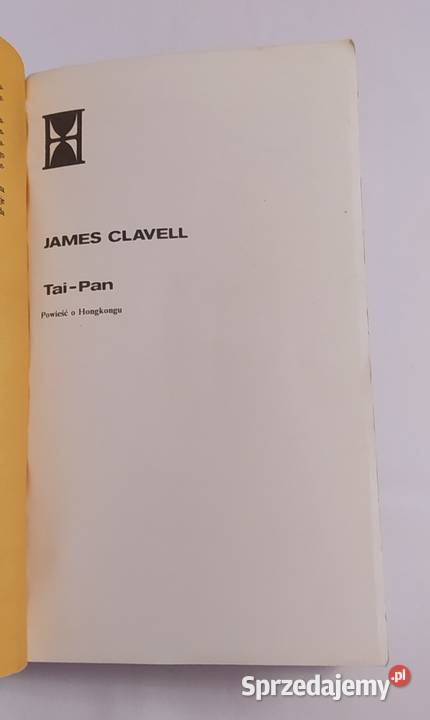 JAMES CLAVELL
Tai-Pan
Powieść o Hongkongu
Sprzedajemy.pl